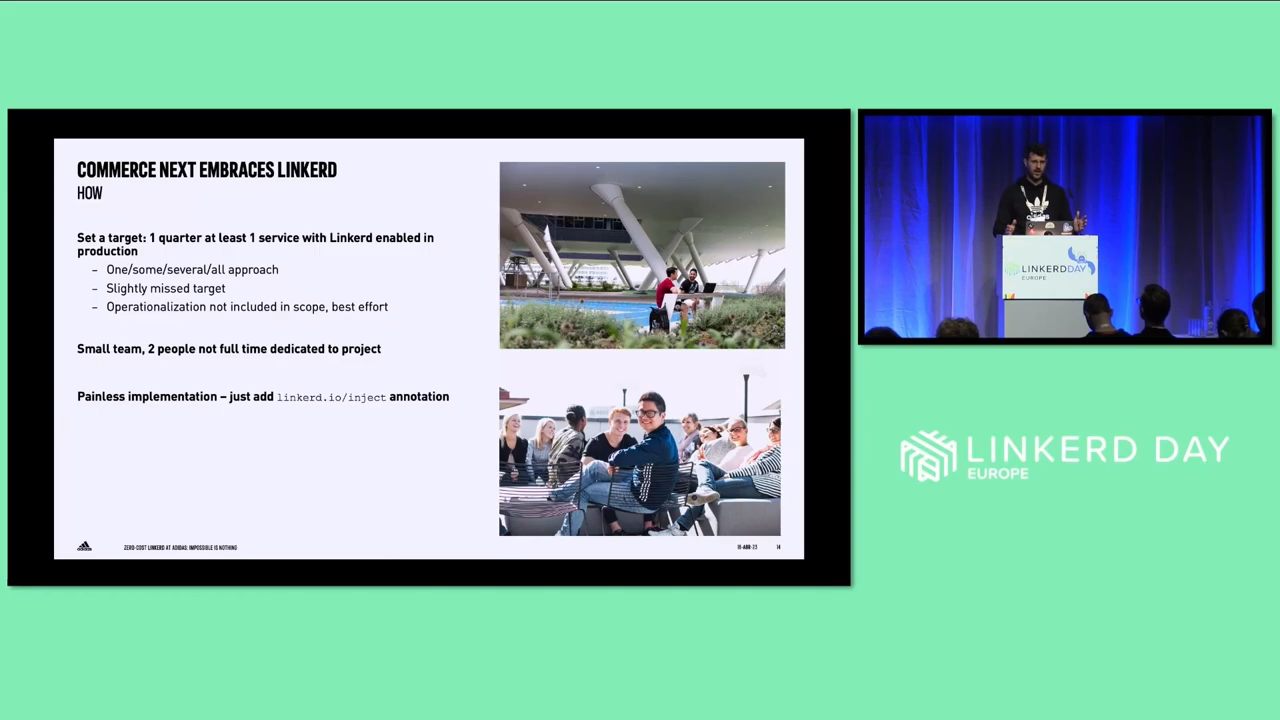 COMMERCE NEXT EMBRACES LINKERD
HOW
Set a target: 1 quarter at least 1 service with Linkerd enabled in
production
– One/some/several/all approach
– Slightly missed target
– Operationalization not included in scope, best effort
Small team, 2 people not full time dedicated to project
Painless implementation – just add linkerd.io/inject annotation
adidas
ZERO-COST LINKERD AT ADIDAS: IMPOSSIBLE IS NOTHING
14
LINKERDDAY
EUROPE
LINKERD DAY
EUROPE